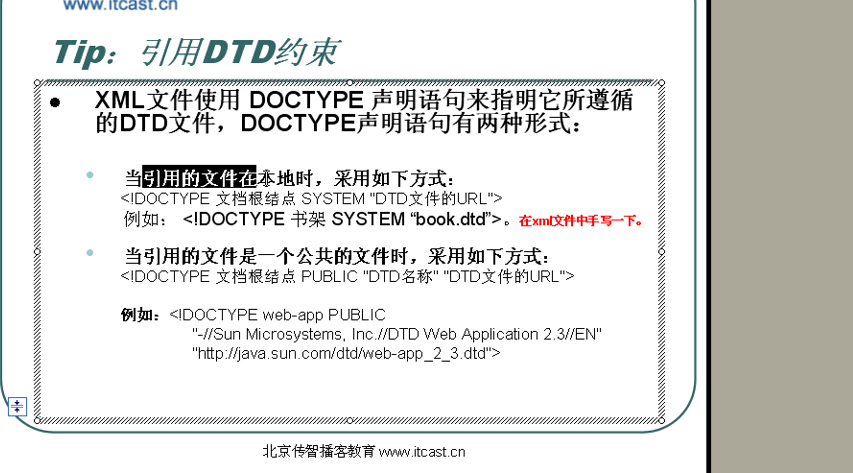 www.itcast.cn
Tip：引用DTD约束
XML文件使用 DOCTYPE 声明语句来指明它所遵循
的DTD文件，DOCTYPE声明语句有两种形式：
当引用的文件在本地时，采用如下方式：
<!DOCTYPE 文档根结点 SYSTEM "DTD文件的URL">
例如： <!DOCTYPE 书架 SYSTEM “book.dtd”>。在xml文件中手写一下。
当引用的文件是一个公共的文件时，采用如下方式：
<!DOCTYPE 文档根结点 PUBLIC "DTD名称" "DTD文件的URL">
例如：<!DOCTYPE web-app PUBLIC
"-//Sun Microsystems, Inc.//DTD Web Application 2.3//EN"
"http://java.sun.com/dtd/web-app_2_3.dtd">
北京传智播客教育 www.itcast.cn